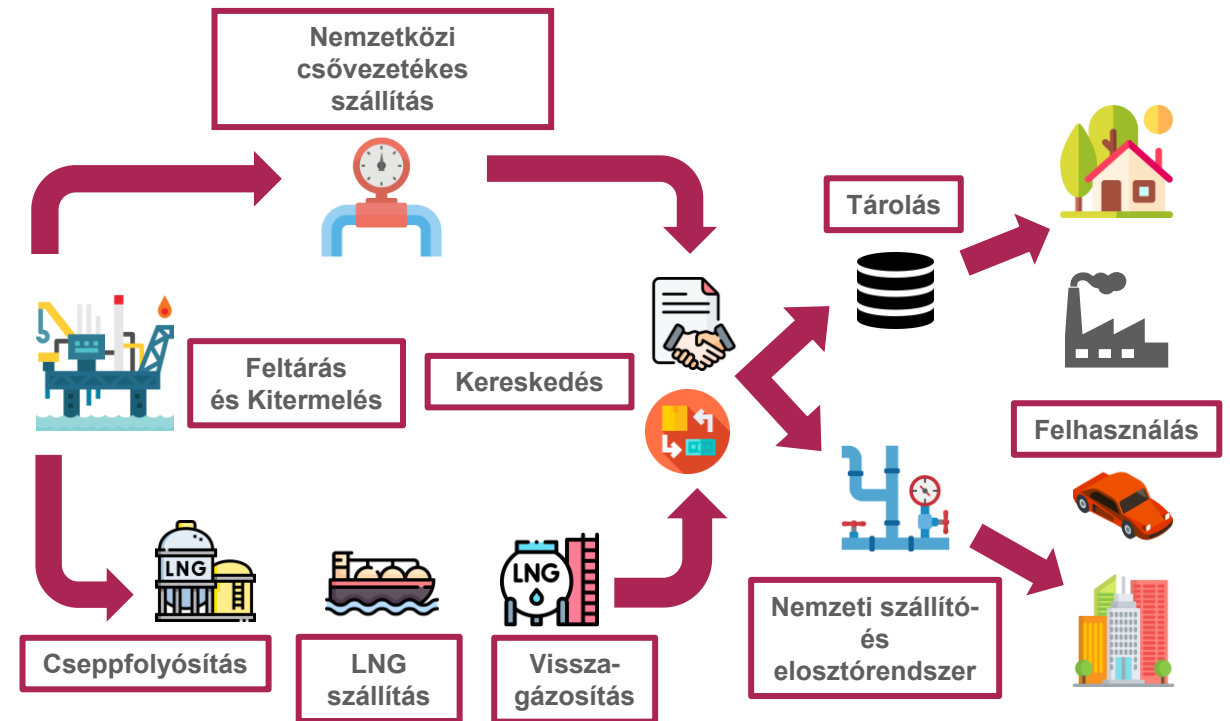 Nemzetközi
csővezetékes
szállítás
Tárolás
Feltárás
és Kitermelés
Kereskedés
Felhasználás
LNG
LNG
Cseppfolyósítás
LNG
szállítás
Vissza-
gázosítás
Nemzeti szállító-
és
elosztórendszer